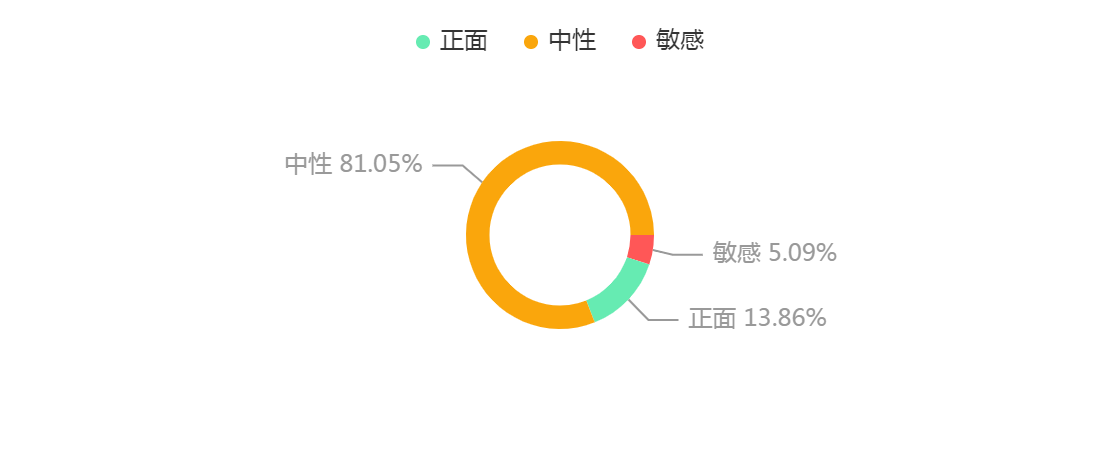 正面 中性 敏感
中性 81.05%
敏感 5.09%
正面 13.86%